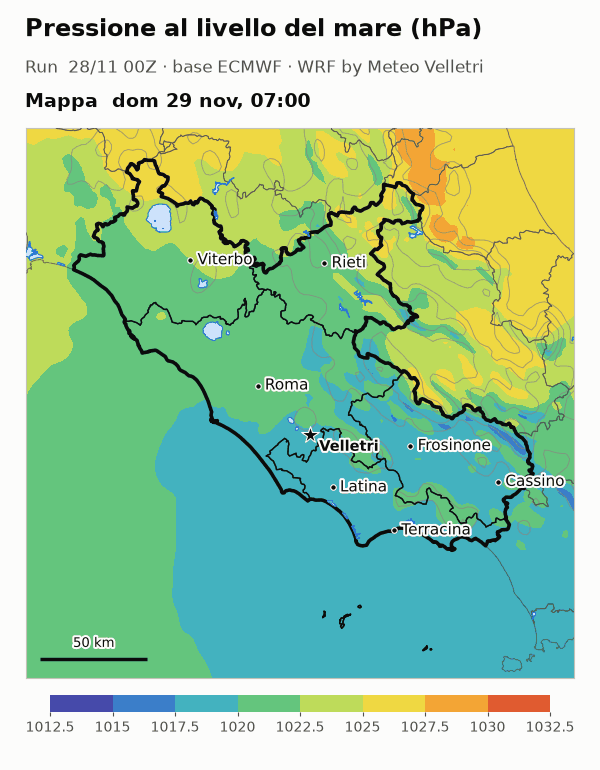 Pressione al livello del mare (hPa)
Run  28/11 00Z · base ECMWF · WRF by Meteo Velletri
Mappa  dom 29 nov, 07:00
Viterbo
Rieti
Roma
Velletri
Frosinone
Cassino
Latina
Terracina
50 km
1012.5 1015 1017.5 1020 1022.5 1025 1027.5 1030 1032.5